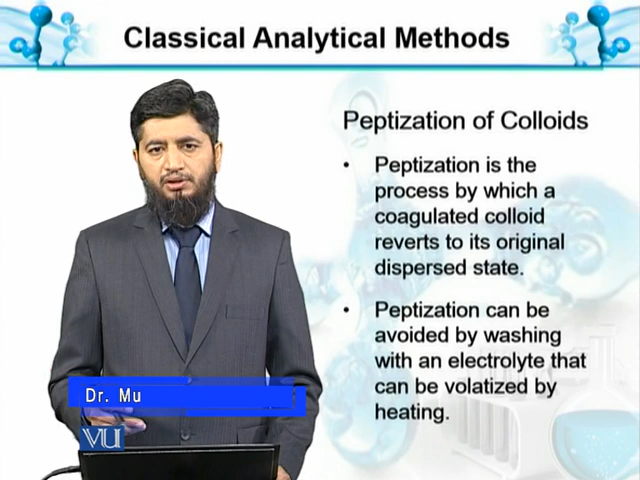 Classical Analytical Methods
Peptization of Colloids
• Peptization is the
process by which a
coagulated colloid
reverts to its original
dispersed state.
• Peptization can be
avoided by washing
with an electrolyte that
can be volatized by
heating.
Dr. Mu
VU